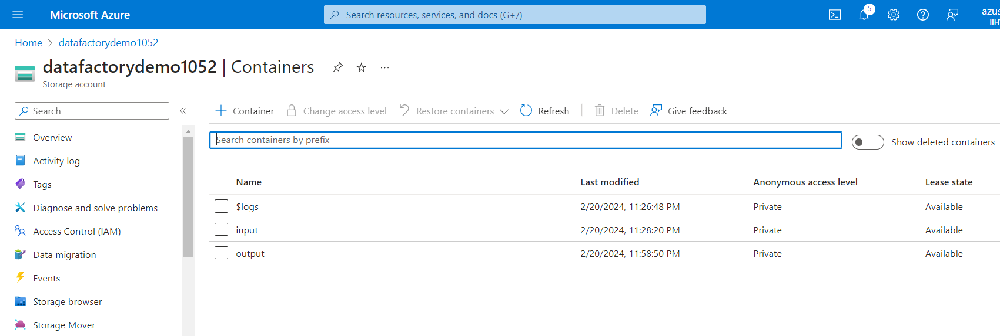 Microsoft Azure
Search resources, services, and docs (G+/)
5
azus
IIHT
Home > datafactorydemo1052
datafactorydemo1052 | Containers
Storage account
Search
Container
Change access level
Restore containers
Refresh
Delete
Give feedback
Search containers by prefix
Show deleted containers
Overview
Activity log
Tags
Diagnose and solve problems
Access Control (IAM)
Data migration
Events
Storage browser
Storage Mover
Name Last modified Anonymous access level Lease state
$logs 2/20/2024, 11:26:48 PM Private Available
input 2/20/2024, 11:28:20 PM Private Available
output 2/20/2024, 11:58:50 PM Private Available